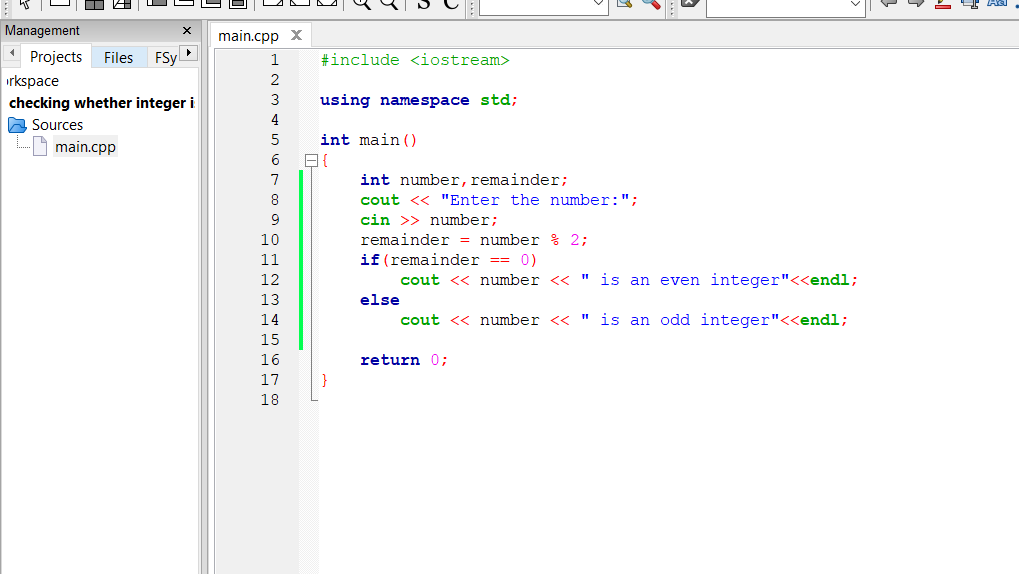 Management
main.cpp
Projects Files FSy
rkspace
checking whether integer i
Sources
main.cpp
1 #include <iostream>
2
3 using namespace std;
4
5 int main()
6 {
7 int number,remainder;
8 cout << "Enter the number:";
9 cin >> number;
10 remainder = number % 2;
11 if(remainder == 0)
12 cout << number << " is an even integer"<<endl;
13 else
14 cout << number << " is an odd integer"<<endl;
15
16 return 0;
17 }
18